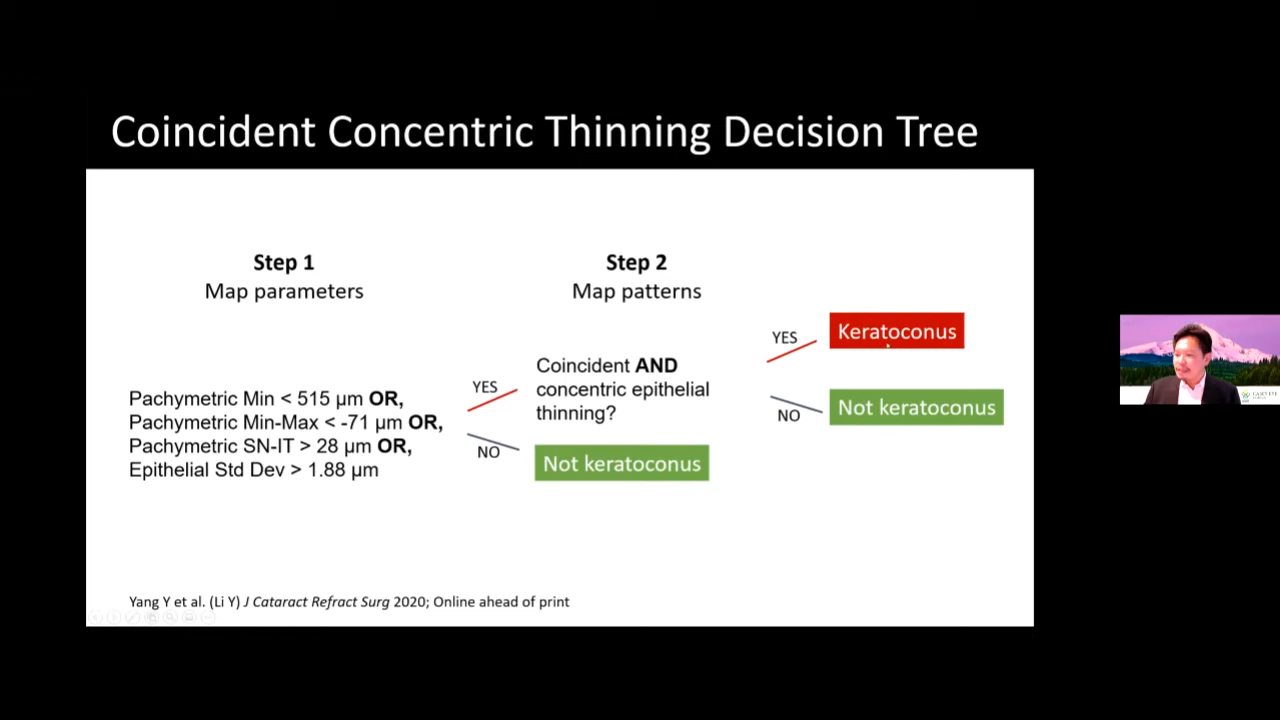 Coincident Concentric Thinning Decision Tree
Step 1
Map parameters
Step 2
Map patterns
Pachymetric Min < 515 µm OR,
Pachymetric Min-Max < -71 µm OR,
Pachymetric SN-IT > 28 µm OR,
Epithelial Std Dev > 1.88 µm
YES
NO
Coincident AND
concentric epithelial
thinning?
Not keratoconus
YES
NO
Keratoconus
Not keratoconus
Yang Y et al. (Li Y) J Cataract Refract Surg 2020; Online ahead of print
CASEY EYE